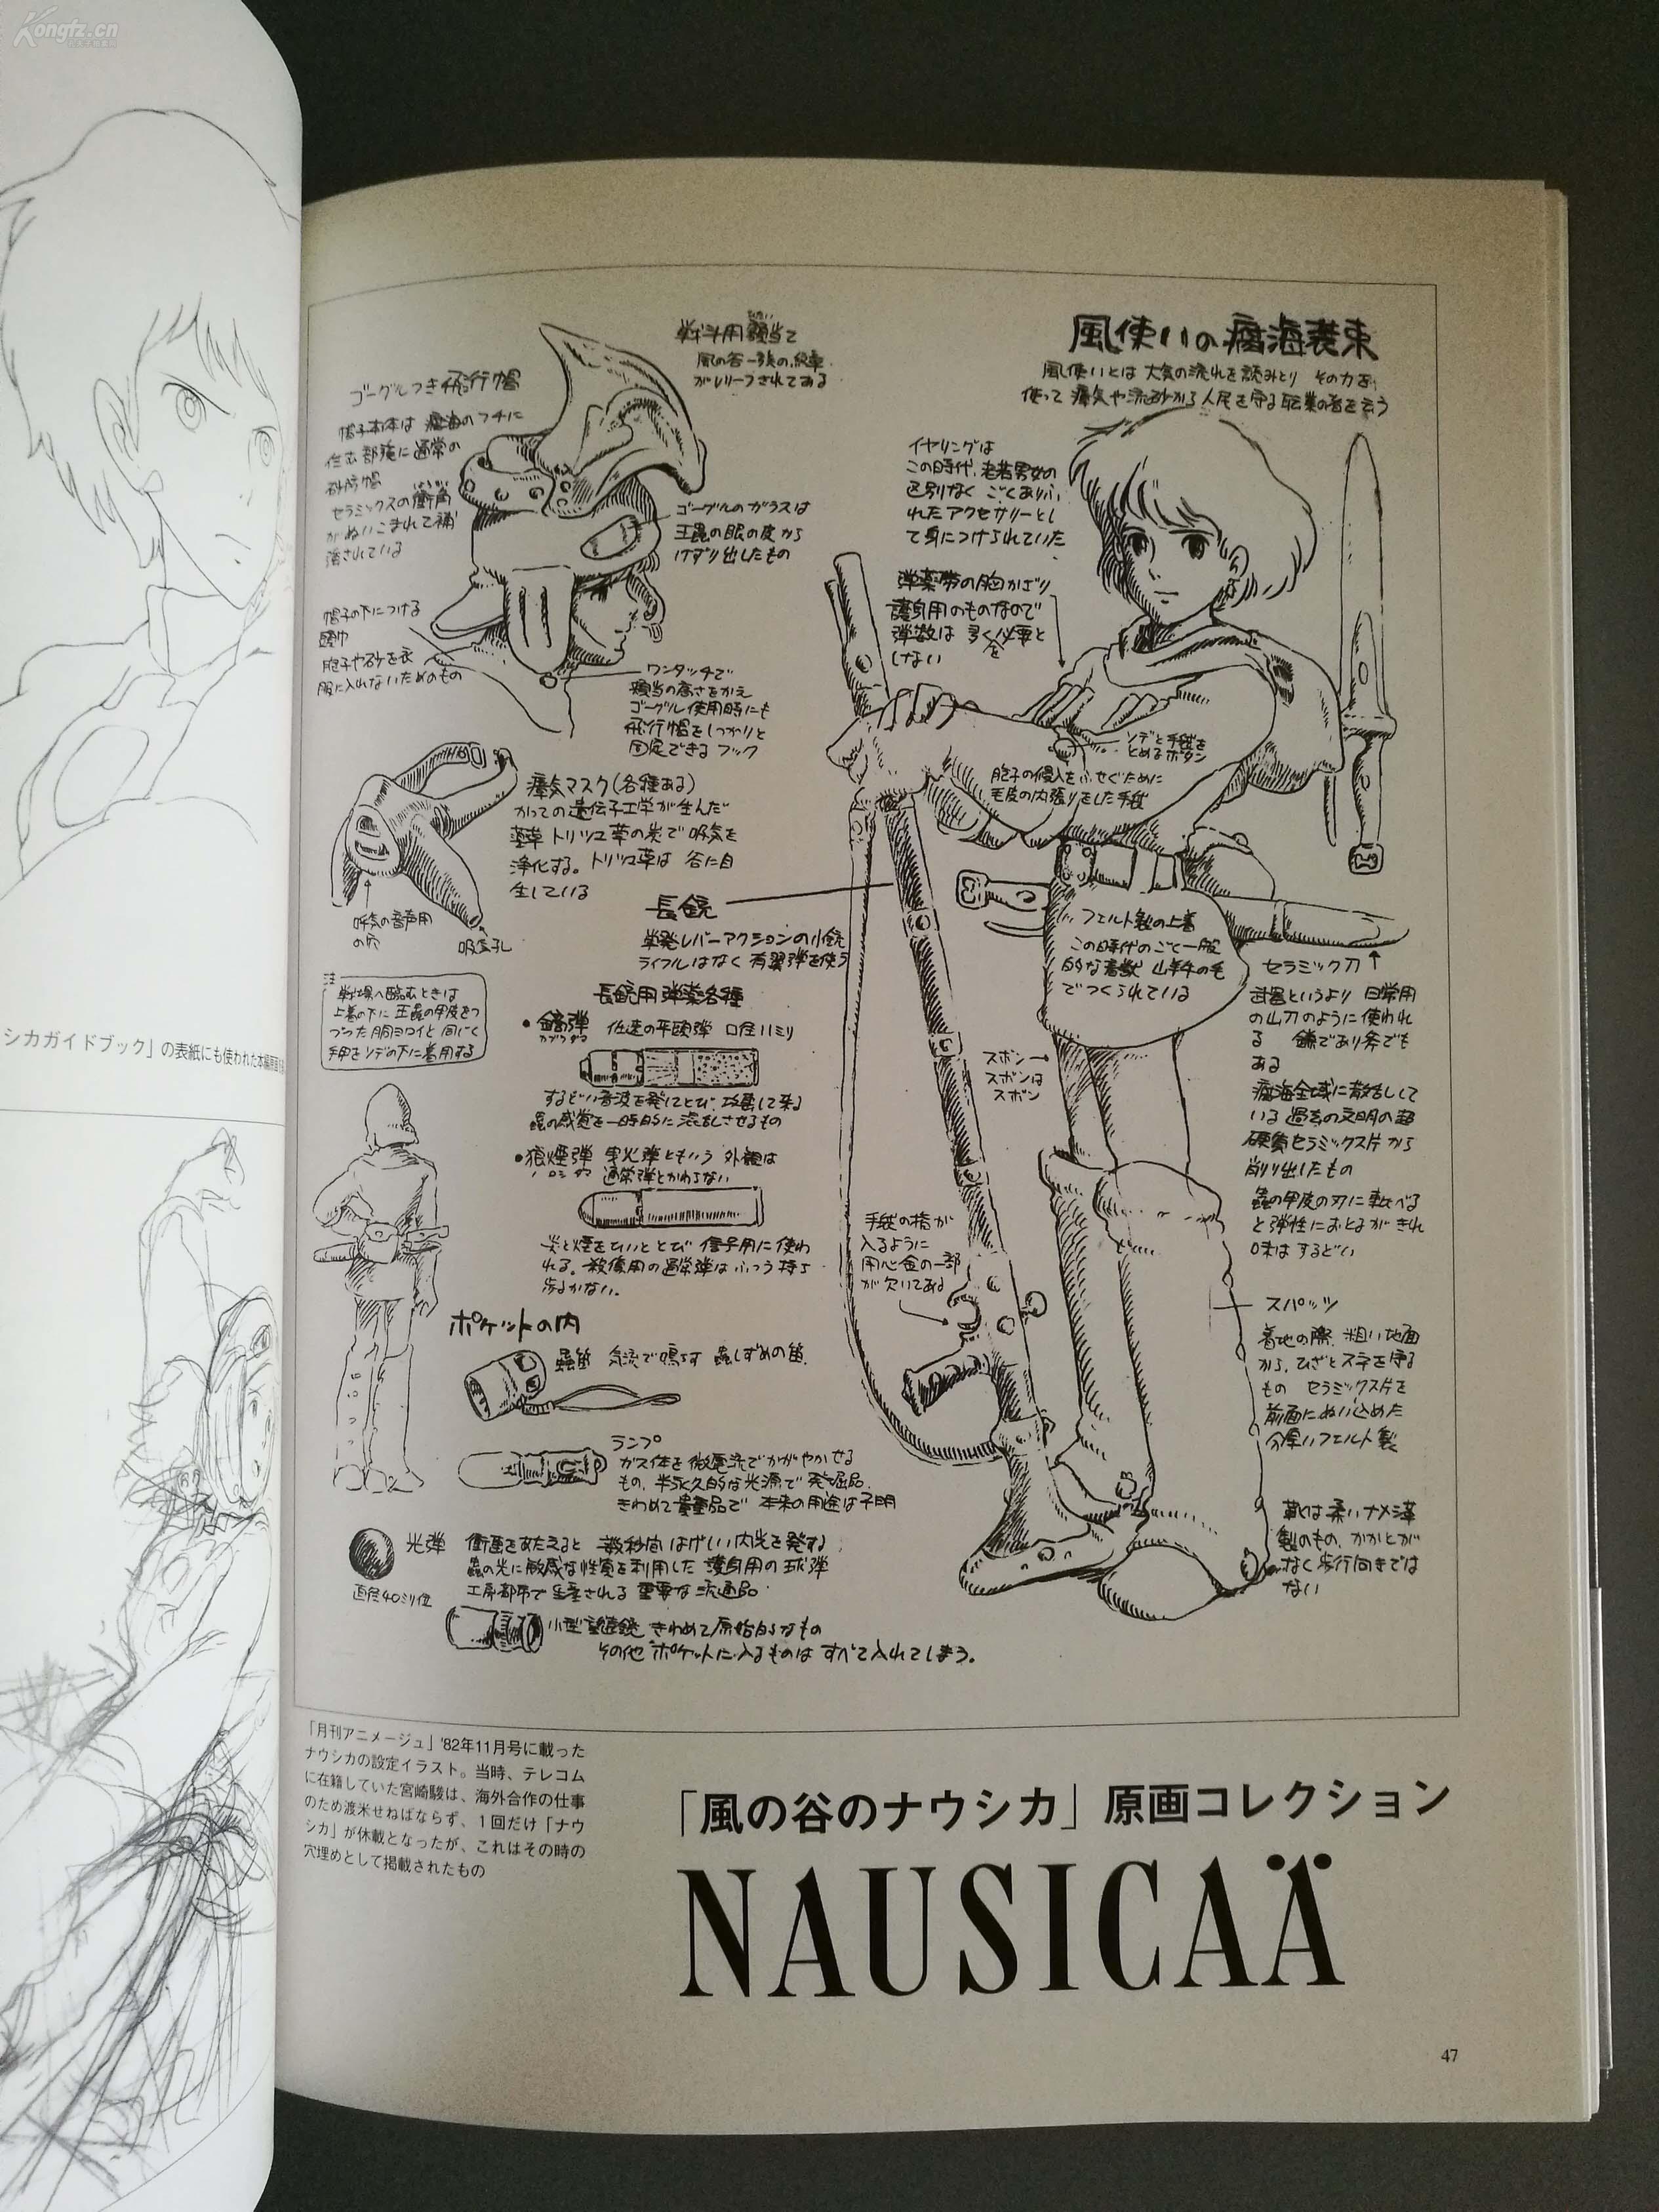 Kongfz.cn
シカガイドブック」の表紙にも使われた本編原画
風使いの腐海装束
風使いとは 大気の流れを読みとり その力を
使って 瘴気や流砂から人民を守る職業の者を云う
戦斗用額当て
風の谷一族の紋章
がレリーフされてある
ゴーグルつき飛行帽
帽子本体は 腐海のフチに
住む部落に通常の
砂防帽
セラミックスの衝角
がぬいこまれて補
強されている
ゴーグルのガラスは
王蟲の眼の皮から
けずり出したもの
帽子の下につける
頭巾
胞子や砂を衣
服に入れないためのもの
ワンタッチで
額当の高さをかえ
ゴーグル使用時にも
飛行帽をしっかりと
固定できる フック
イヤリングは
この時代、老若男女の
区別なく ごくありふ
れたアクセサリーとし
て身につけられていた
弾薬帯の胸かざり
護身用のものなので
弾数は 多く必要と
を
しない
ソデと手袋を
とめるボタン
胞子の侵入をふせぐために
毛皮の内張りをした手袋
瘴気マスク(各種ある)
かつての遺伝子工学が生んだ
薬草 トリツユ草の炭で 吸気を
浄化する。トリツユ草は 谷に自
生している
呼気の音声用
の穴
吸気孔
長銃
単発レバーアクションの小銃
ライフルはなく 有翼弾を使う
注
戦場へ臨むときは
上着の下に 王蟲の甲皮をつ
づった胴ヨロイと 同じく
手甲をソデの下に着用する
長銃用弾薬各種
•鏑弾 低速の平頭弾 口径11ミリ
カブラダマ
するどい音波を発してとび、攻撃して来る
蟲の感覚を一時的に混乱させるもの
•狼煙弾 曳火弾ともいう 外観は
ノロシダマ 通常弾とかわらない
炎と煙をひいてとび 信号用に使わ
れる。殺傷用の通常弾はふつう持ち
歩かない。
フェルト製の上着
この時代のごく一般
的な着獣 山羊牛の毛
でつくられている
ズボン
ズボンは
ズボン
セラミック刀
武器というより 日常用
の山刀のように使われ
る 鎌であり斧でも
ある
腐海全域に散乱して
いる過去の文明の超
硬質セラミックス片から
削り出したもの
蟲の甲皮の刃に較べる
と弾性におとるが きれ
味はするどい
手袋の指が
入るように
用心金の一部
が欠いてある
スパッツ
着地の際、粗い地面
から、ひざとスネを守る
もの セラミックス片を
前面にぬい込めた
分厚いフェルト製
靴は柔いナメシ革
製のもの、かかとが
なく歩行向きでは
ない
ポケットの内
蟲笛 気流で鳴らす 蟲しずめの笛。
ランプ
ガス体を微電流でかがやかせる
もの、半永久的な光源で 発掘品。
きわめて貴重品で 本来の用途は不明
光弾 衝撃をあたえると 数秒間はげしい閃光を発する
蟲の光に敏感な性質を利用した 護身用の球弾
工房都市で生産される 重要な流通品。
直径40ミリ位
小型望遠鏡 きわめて原始的なもの
その他 ポケットに入るものは すべて入れてしまう。
「月刊アニメージュ」'82年11月号に載った
ナウシカの設定イラスト。当時、テレコム
に在籍していた宮崎駿は、海外合作の仕事
のため渡米せねばならず、1回だけ「ナウ
シカ」が休載となったが、これはその時の
穴埋めとして掲載されたもの
「風の谷のナウシカ」原画コレクション
NAUSICAÄ
47